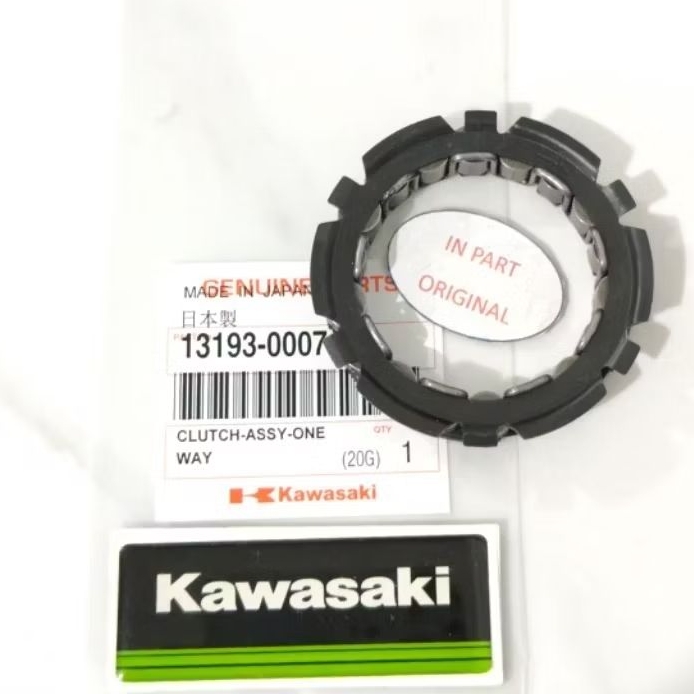 IN PART
ORIGINAL
GENUINE
MADE IN JAPAN
日本製
13193-0007
CLUTCH-ASSY-ONE
WAY
QTY
(20G)
1
Kawasaki
Kawasaki